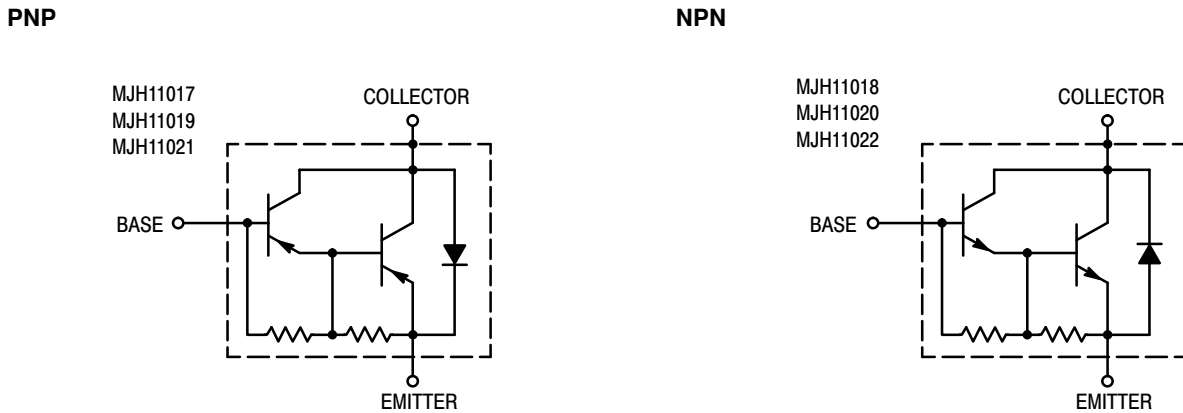 PNP
MJH11017
MJH11019
MJH11021
COLLECTOR
BASE
EMITTER
NPN
MJH11018
MJH11020
MJH11022
COLLECTOR
BASE
EMITTER